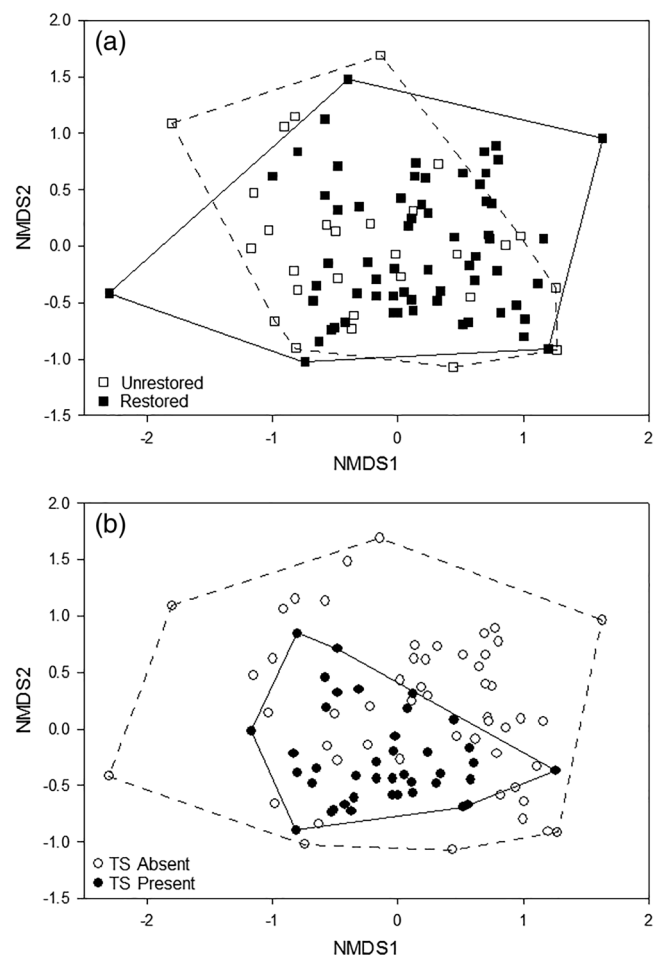 (a)
2.0
1.5
1.0
0.5
0.0
-0.5
-1.0
-1.5
NMDS2
Unrestored
Restored
-2 -1 0 1 2
NMDS1
(b)
2.0
1.5
1.0
0.5
0.0
-0.5
-1.0
-1.5
NMDS2
TS Absent
TS Present
-2 -1 0 1 2
NMDS1